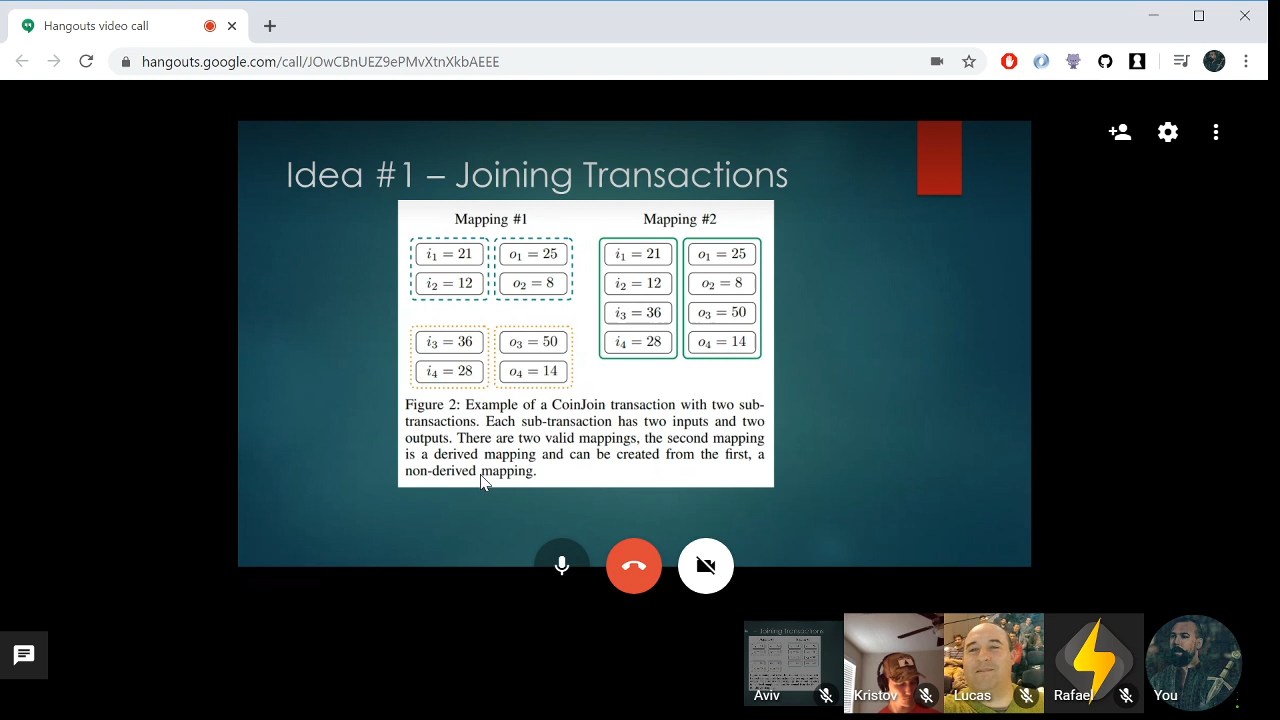 Hangouts video call
hangouts.google.com/call/JOwCBnUEZ9ePMvXtnXkbAEEE
Idea #1 – Joining Transactions
Mapping #1
Mapping #2
i1 = 21
o1 = 25
i1 = 21
o1 = 25
i2 = 12
o2 = 8
i2 = 12
o2 = 8
i3 = 36
o3 = 50
i3 = 36
o3 = 50
i4 = 28
o4 = 14
i4 = 28
o4 = 14
Figure 2: Example of a CoinJoin transaction with two sub-
transactions. Each sub-transaction has two inputs and two
outputs. There are two valid mappings, the second mapping
is a derived mapping and can be created from the first, a
non-derived mapping.
Joining Transactions
Aviv
Kristov
Lucas
Rafael
You